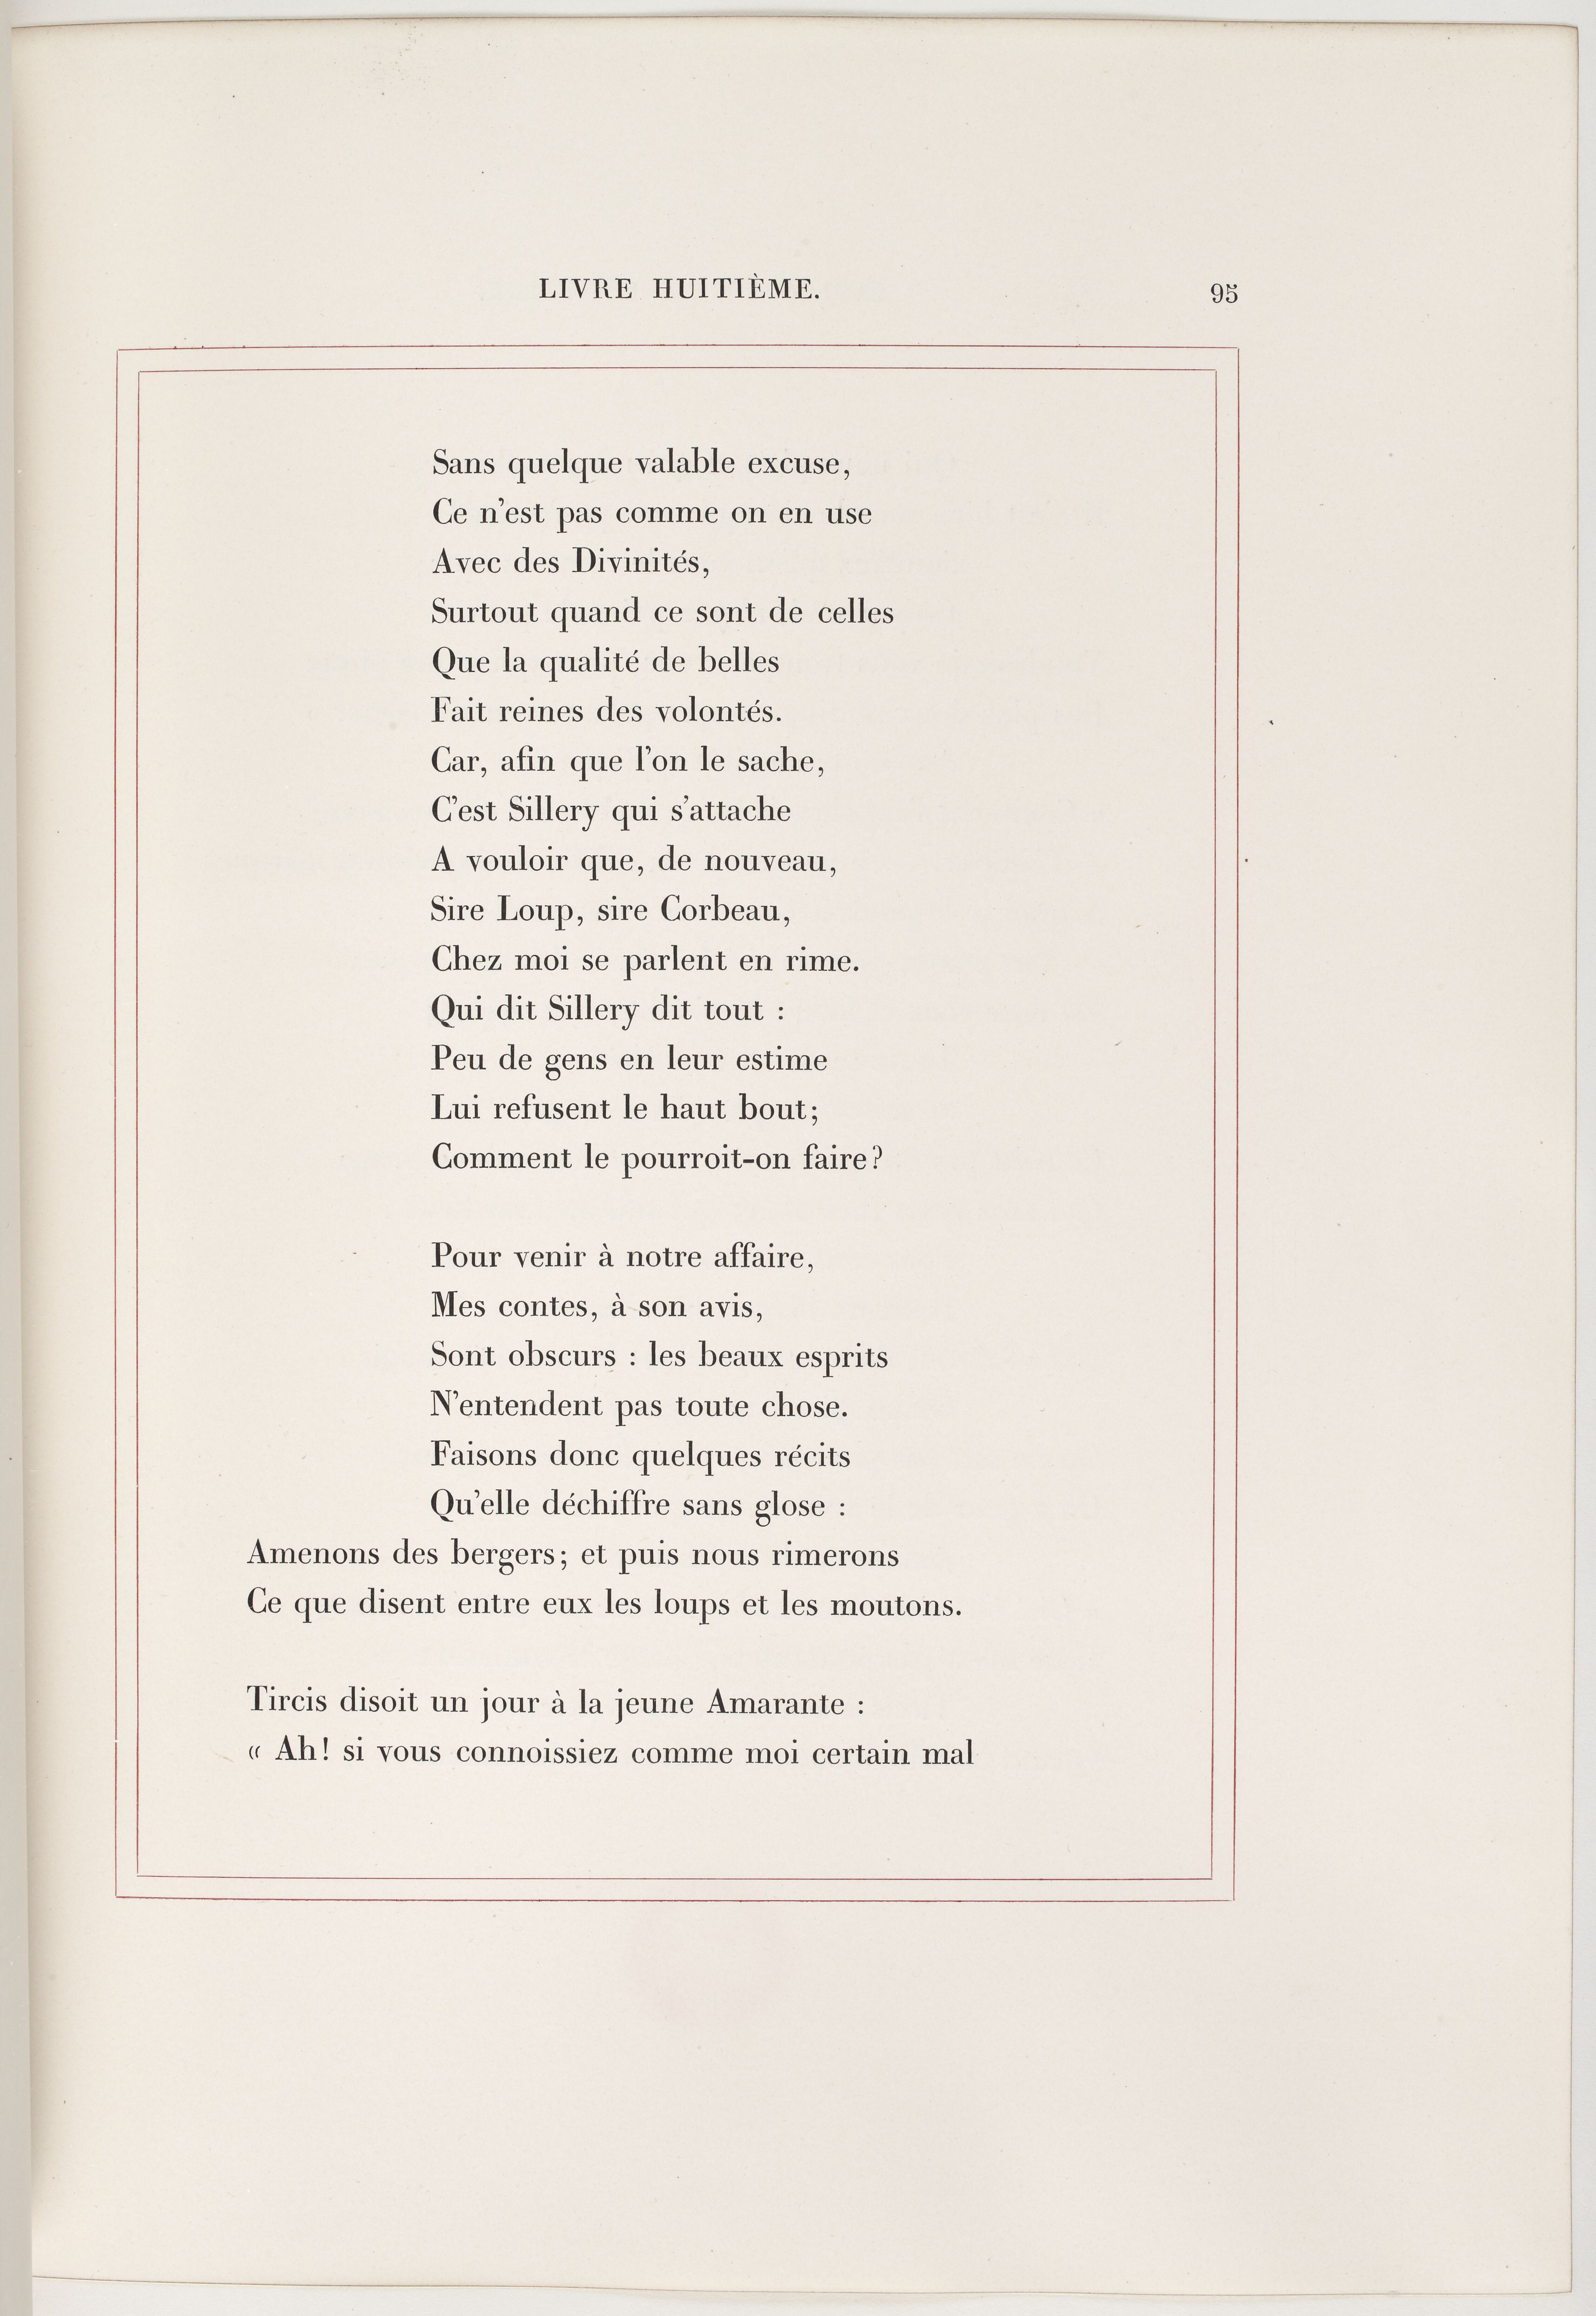 LIVRE HUITIÈME.
95
Sans quelque valable excuse,
Ce n'est pas comme on en use
Avec des Divinités,
Surtout quand ce sont de celles
Que la qualité de belles
Fait reines des volontés.
Car, afin que l'on le sache,
C'est Sillery qui s'attache
A vouloir que, de nouveau,
Sire Loup, sire Corbeau,
Chez moi se parlent en rime.
Qui dit Sillery dit tout :
Peu de gens en leur estime
Lui refusent le haut bout;
Comment le pourroit-on faire?
Pour venir à notre affaire,
Mes contes, à son avis,
Sont obscurs : les beaux esprits
N'entendent pas toute chose.
Faisons donc quelques récits
Qu'elle déchiffre sans glose :
Amenons des bergers; et puis nous rimerons
Ce que disent entre eux les loups et les moutons.
Tircis disoit un jour à la jeune Amarante :
« Ah! si vous connoissiez comme moi certain mal